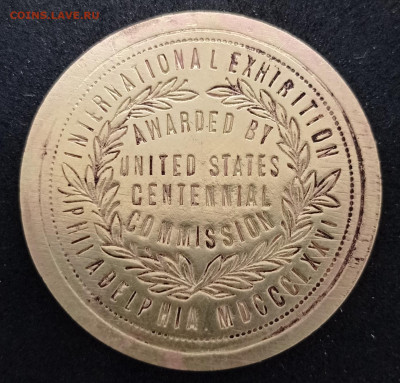 COINS.LAVE.RU
INTERNATIONAL EXHIBITION
AWARDED BY
UNITED STATES
CENTENNIAL
COMMISSION
PHILADELPHIA, MDCCCLXXVI